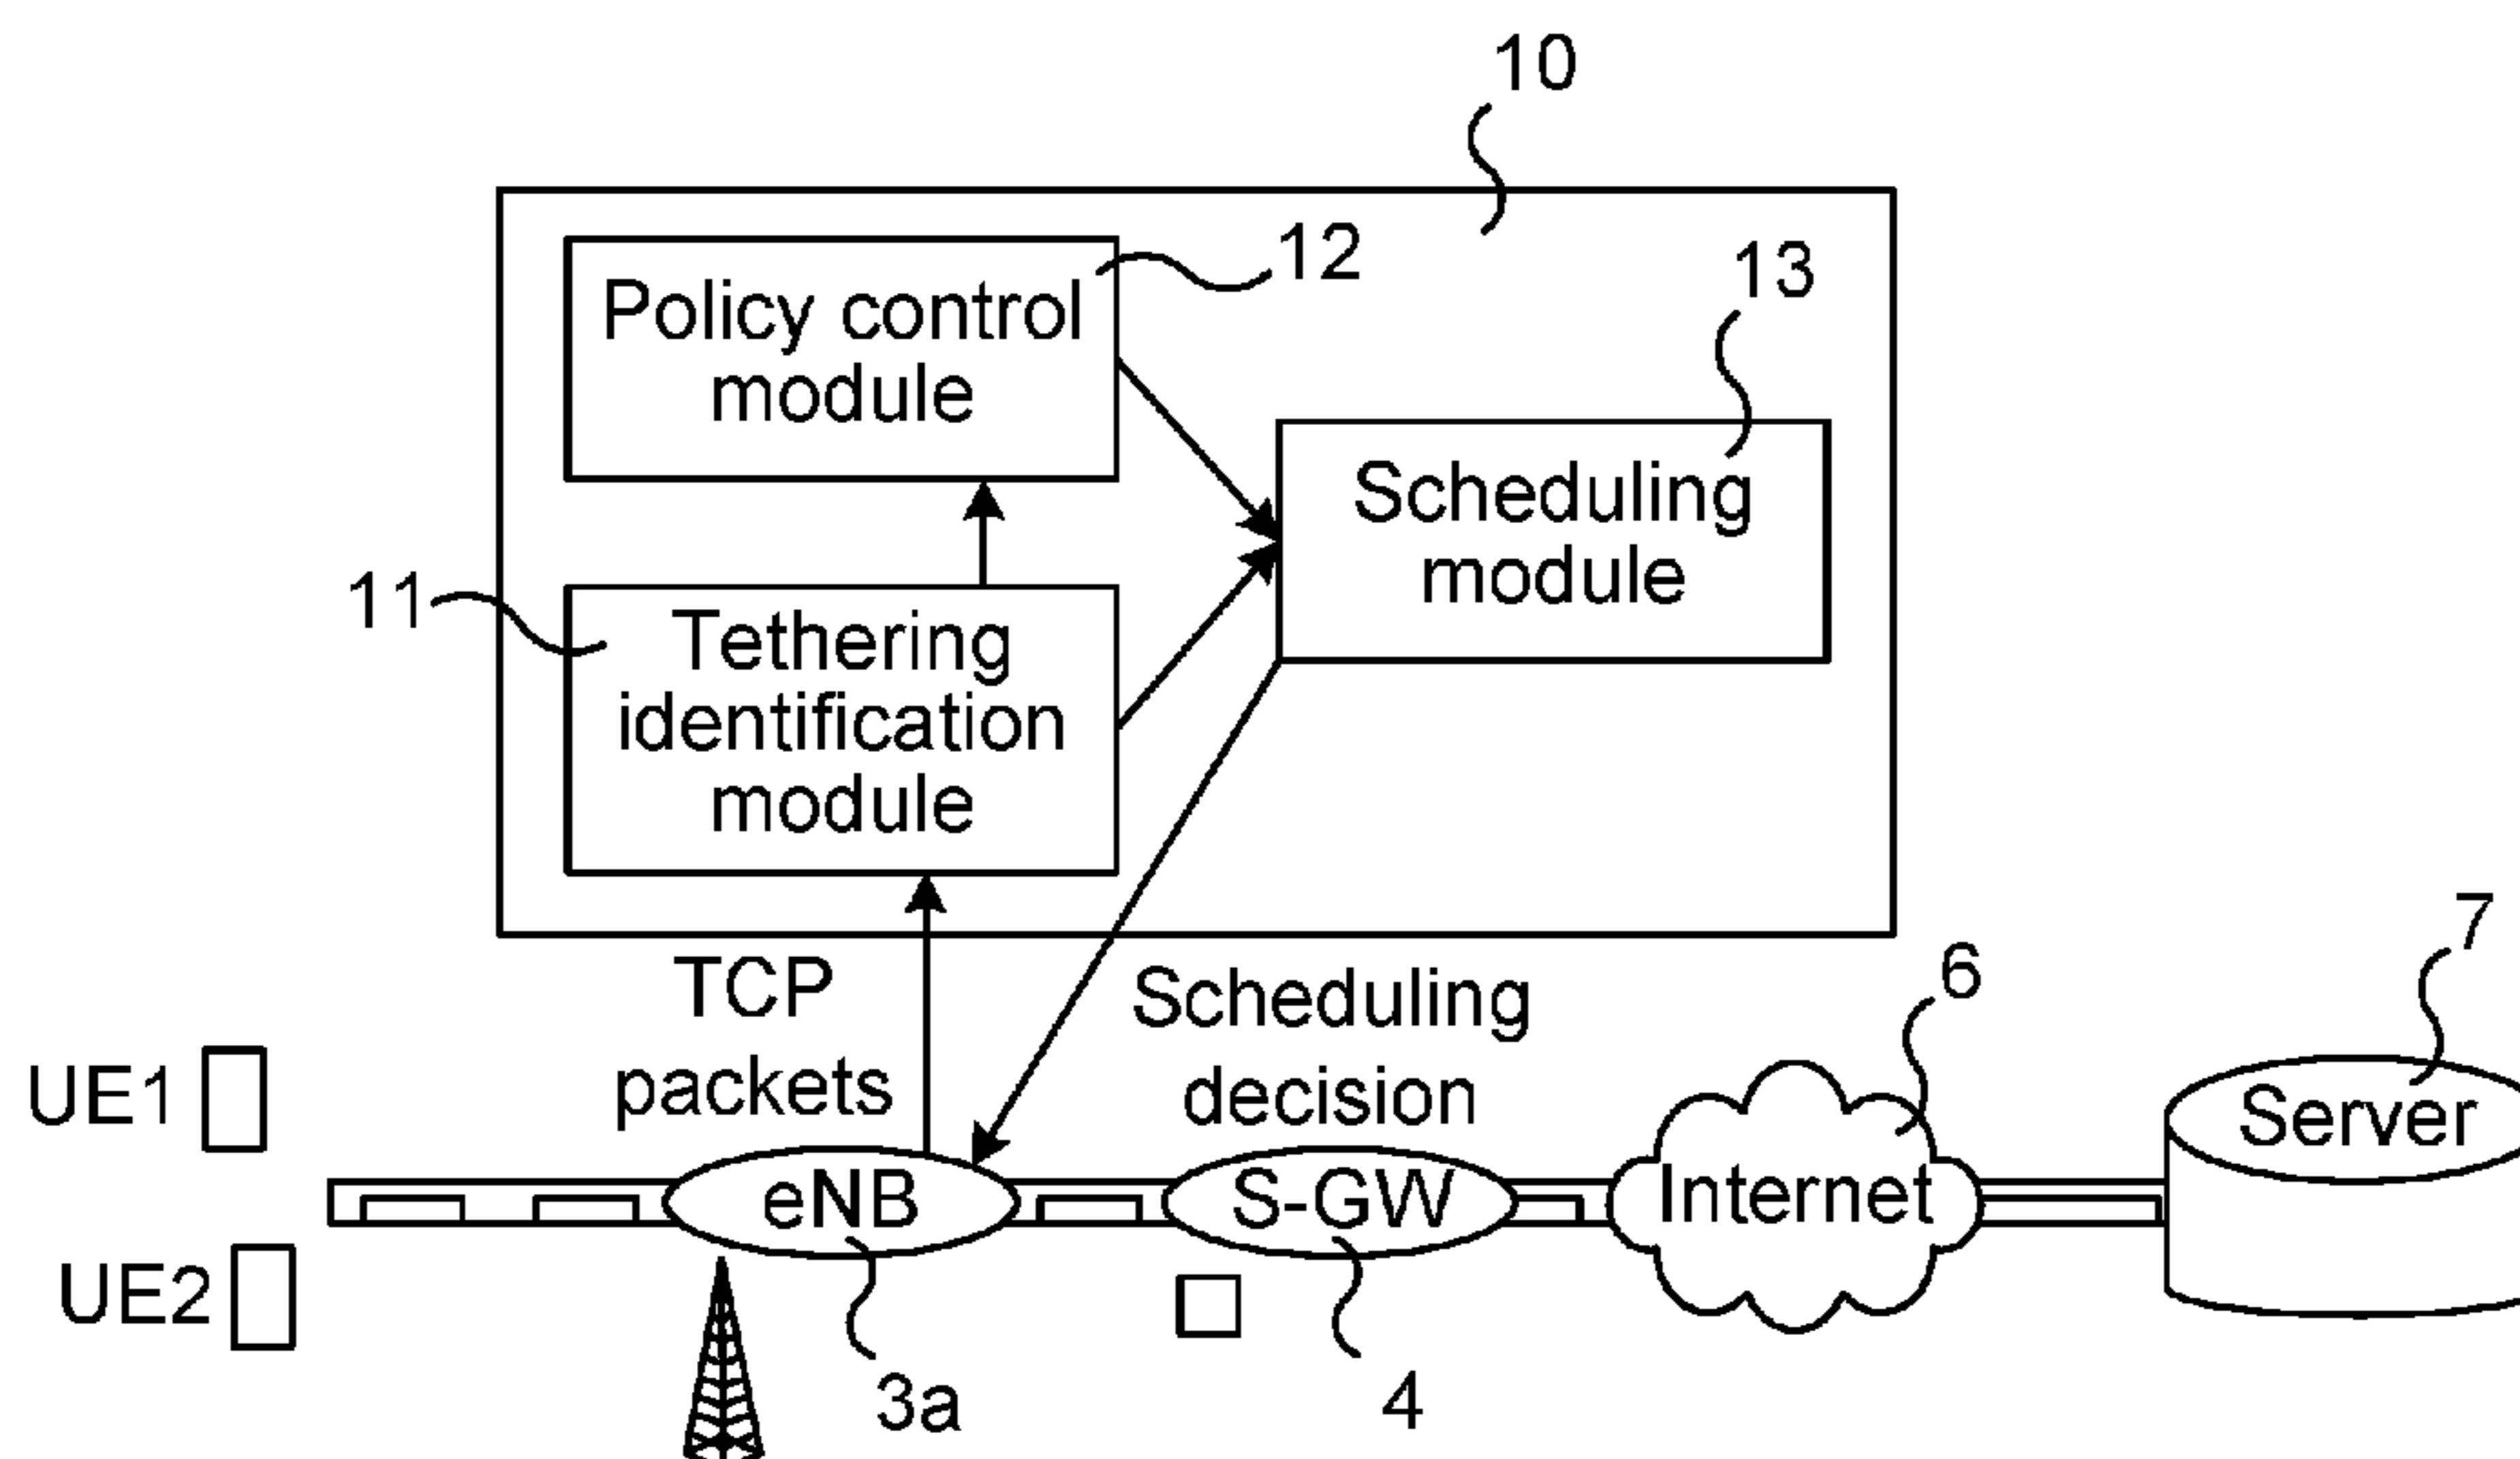 10
12
Policy control
module
13
Scheduling
module
11
Tethering
identification
module
TCP
packets
Scheduling
decision
6
7
UE1
Server
eNB
S-GW
Internet
UE2
3a
4